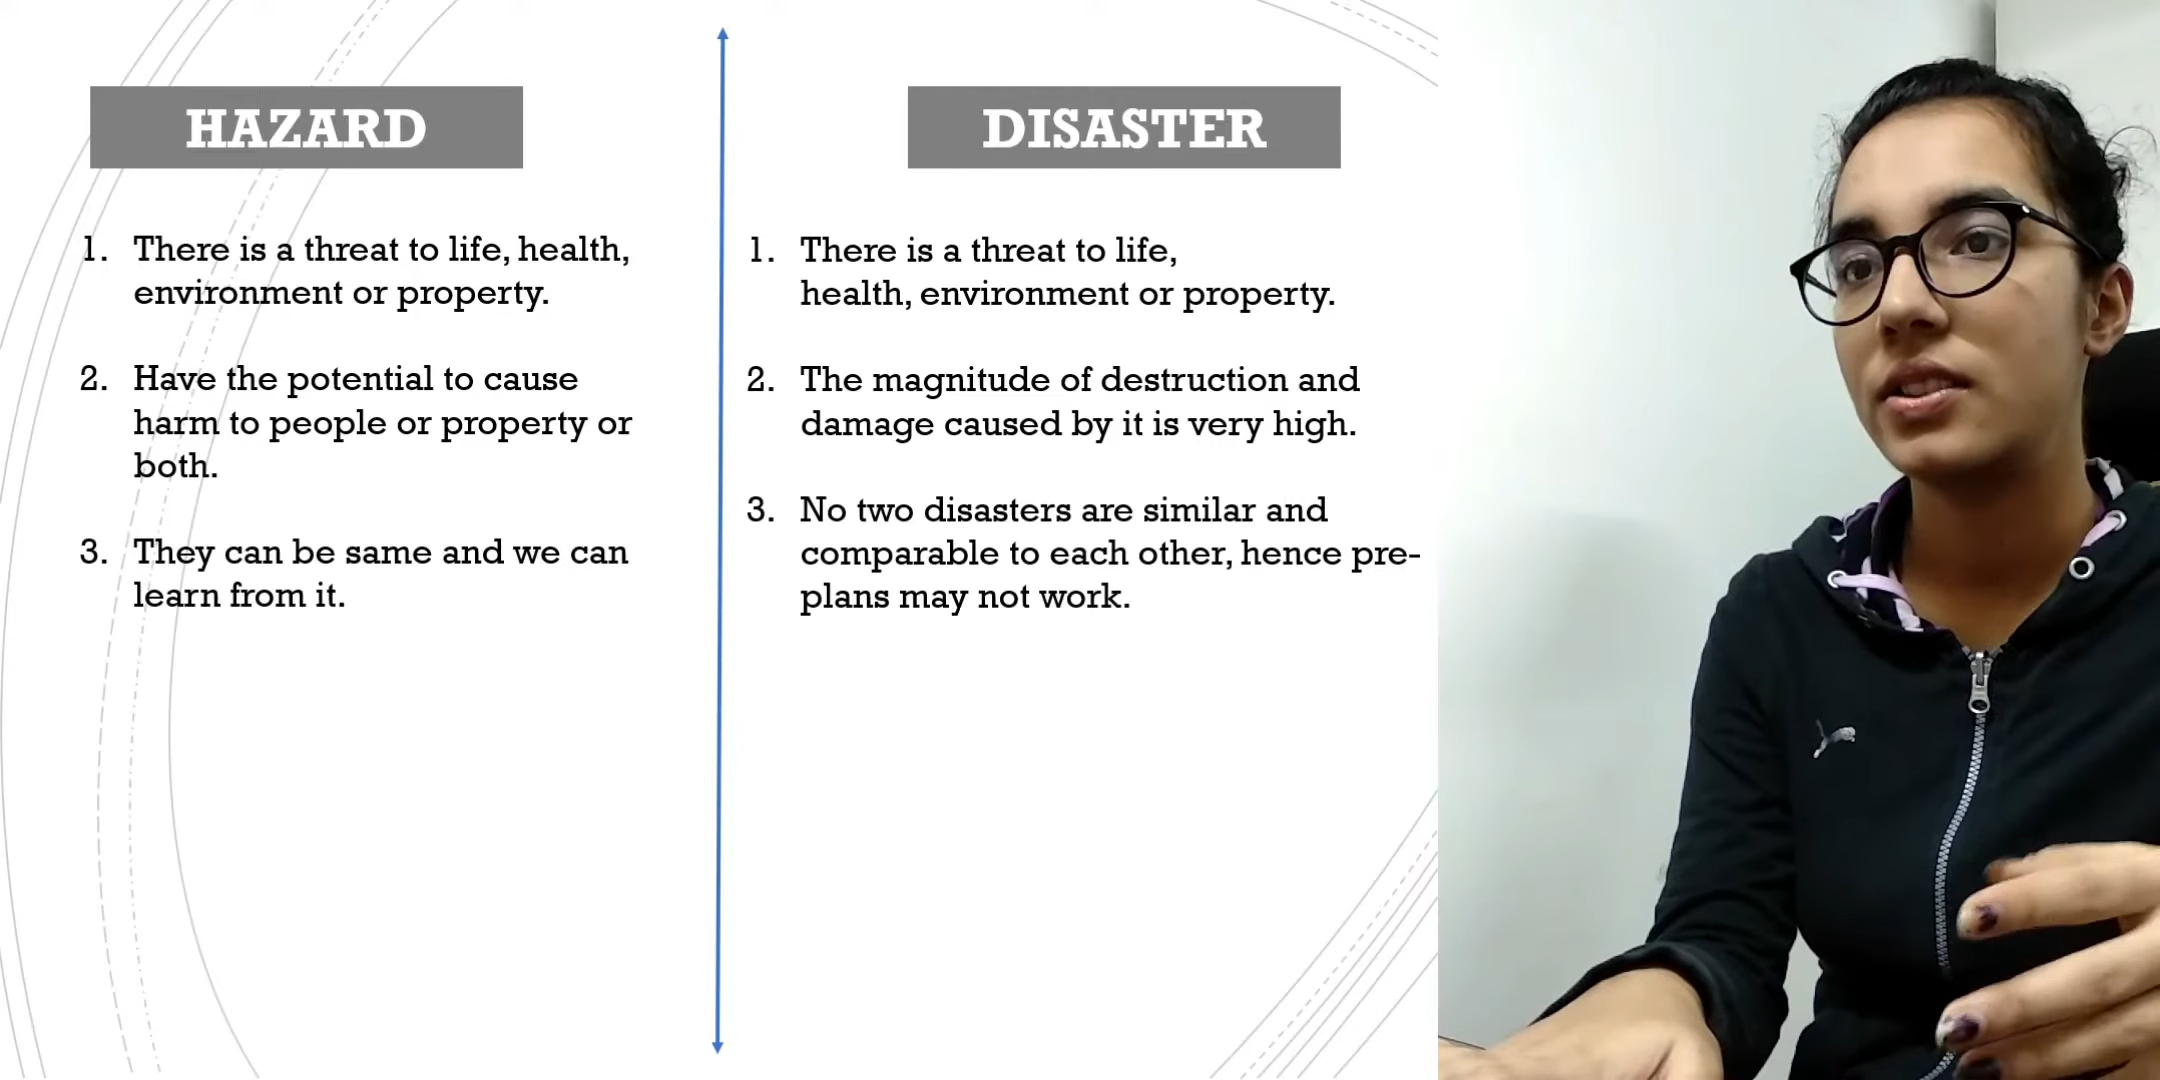 HAZARD
1. There is a threat to life, health,
environment or property.
2. Have the potential to cause
harm to people or property or
both.
3. They can be same and we can
learn from it.
DISASTER
1. There is a threat to life,
health, environment or property.
2. The magnitude of destruction and
damage caused by it is very high.
3. No two disasters are similar and
comparable to each other, hence pre-
plans may not work.